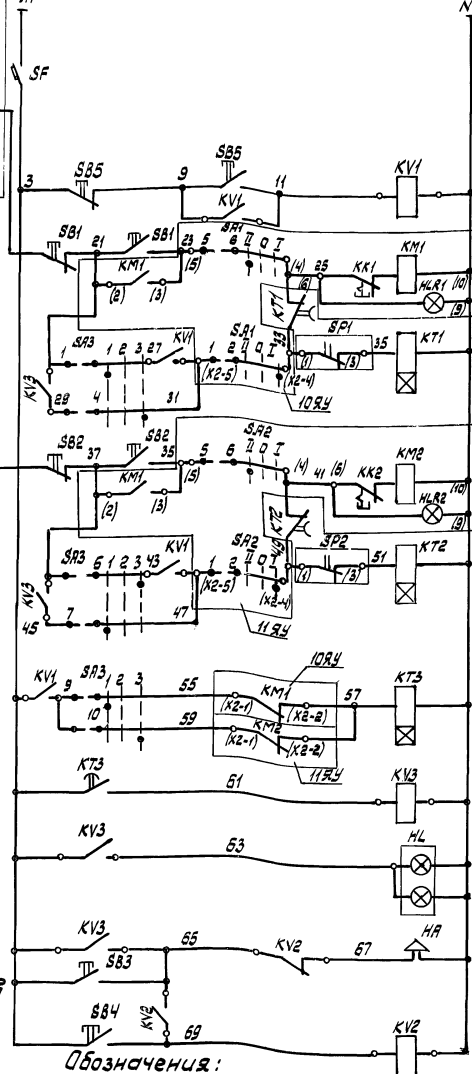 N
SF
3 SB5 9 SB5 11 KV1
KV1
SB1 21 SB1 23 5 6 SA1 II 0 I (4) 25 KK1 KM1
KM1 (5) (6) (10)
(2) (3) KT1 HLR1 (9)
33 SP1 KT1
1 SA3 1 2 3 27 KV1 1 SA1 2 II 0 I (1) (3) 35
KV3 (X2-5) (X2-4)
29 4 31 10ЯУ
SB2 37 SB2 35 5 6 SA2 II 0 I (4) 41 (6) KK2 KM2
KM1 (5) (10)
(2) (3) KT2 HLR2 (9)
49 SP2 KT2
SA3 6 1 2 3 43 KV1 1 SA2 2 II 0 I (1) (3) 51
KV3 (X2-5) (X2-4)
45 7 47 11ЯУ
10ЯУ
KV1 9 SA3 1 2 3 55 KM1 57 KT3
(X2-1) (X2-2)
10 59 KM2
(X2-1) (X2-2)
11ЯУ
KT3 61 KV3
KV3 63 HL
KV3 65 KV2 67 HA
SB3
SB4 KV2 69 KV2
Обозначения: